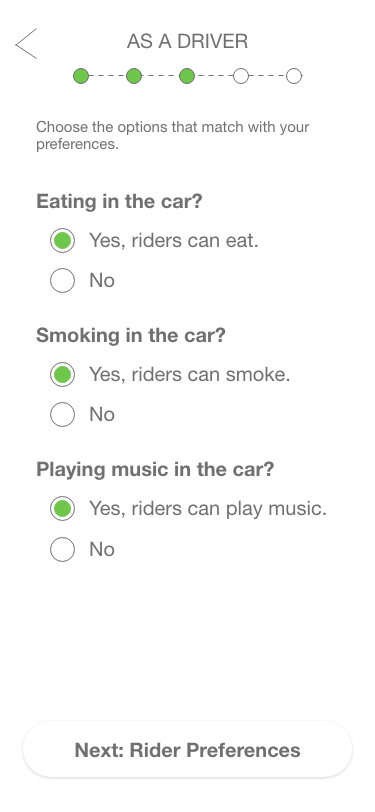 AS A DRIVER
Choose the options that match with your
preferences.
Eating in the car?
Yes, riders can eat.
No
Smoking in the car?
Yes, riders can smoke.
No
Playing music in the car?
Yes, riders can play music.
No
Next: Rider Preferences